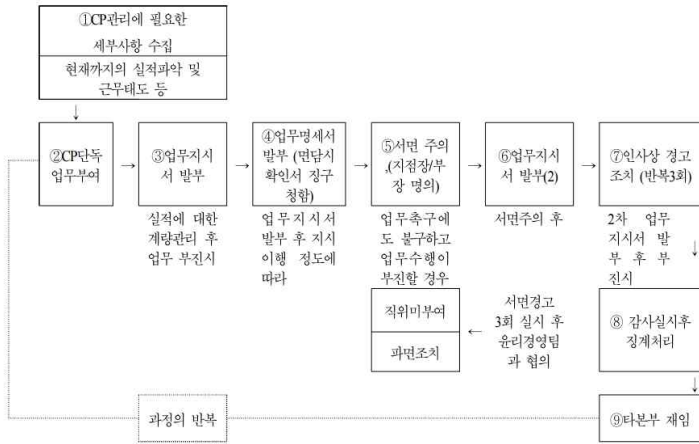 ①CP관리에 필요한
세부사항 수집
현재까지의 실적파악 및
근무태도 등
↓
②CP단독
업무부여
→
③업무지시
서 발부
→
④업무명세서
발부 (면담시
확인서 징구
청함)
→
⑤서면 주의
,(지점장/부
장 명의)
→
⑥업무지시
서 발부(2)
→
⑦인사상 경고
조치 (반복3회)
실적에 대한
계량관리 후
업무 부진시
업무지시서
발부 후 지시
이행 정도에
따라
업무촉구에
도 불구하고
업무수행이
부진할 경우
서면주의 후
2차 업무
지시서 발
부 후 부
진시
↓
직위미부여
파면조치
←
서면경고
3회 실시 후
윤리경영팀
과 협의
⑧ 감사실시후
징계처리
↓
과정의 반복
⑨타본부 재임